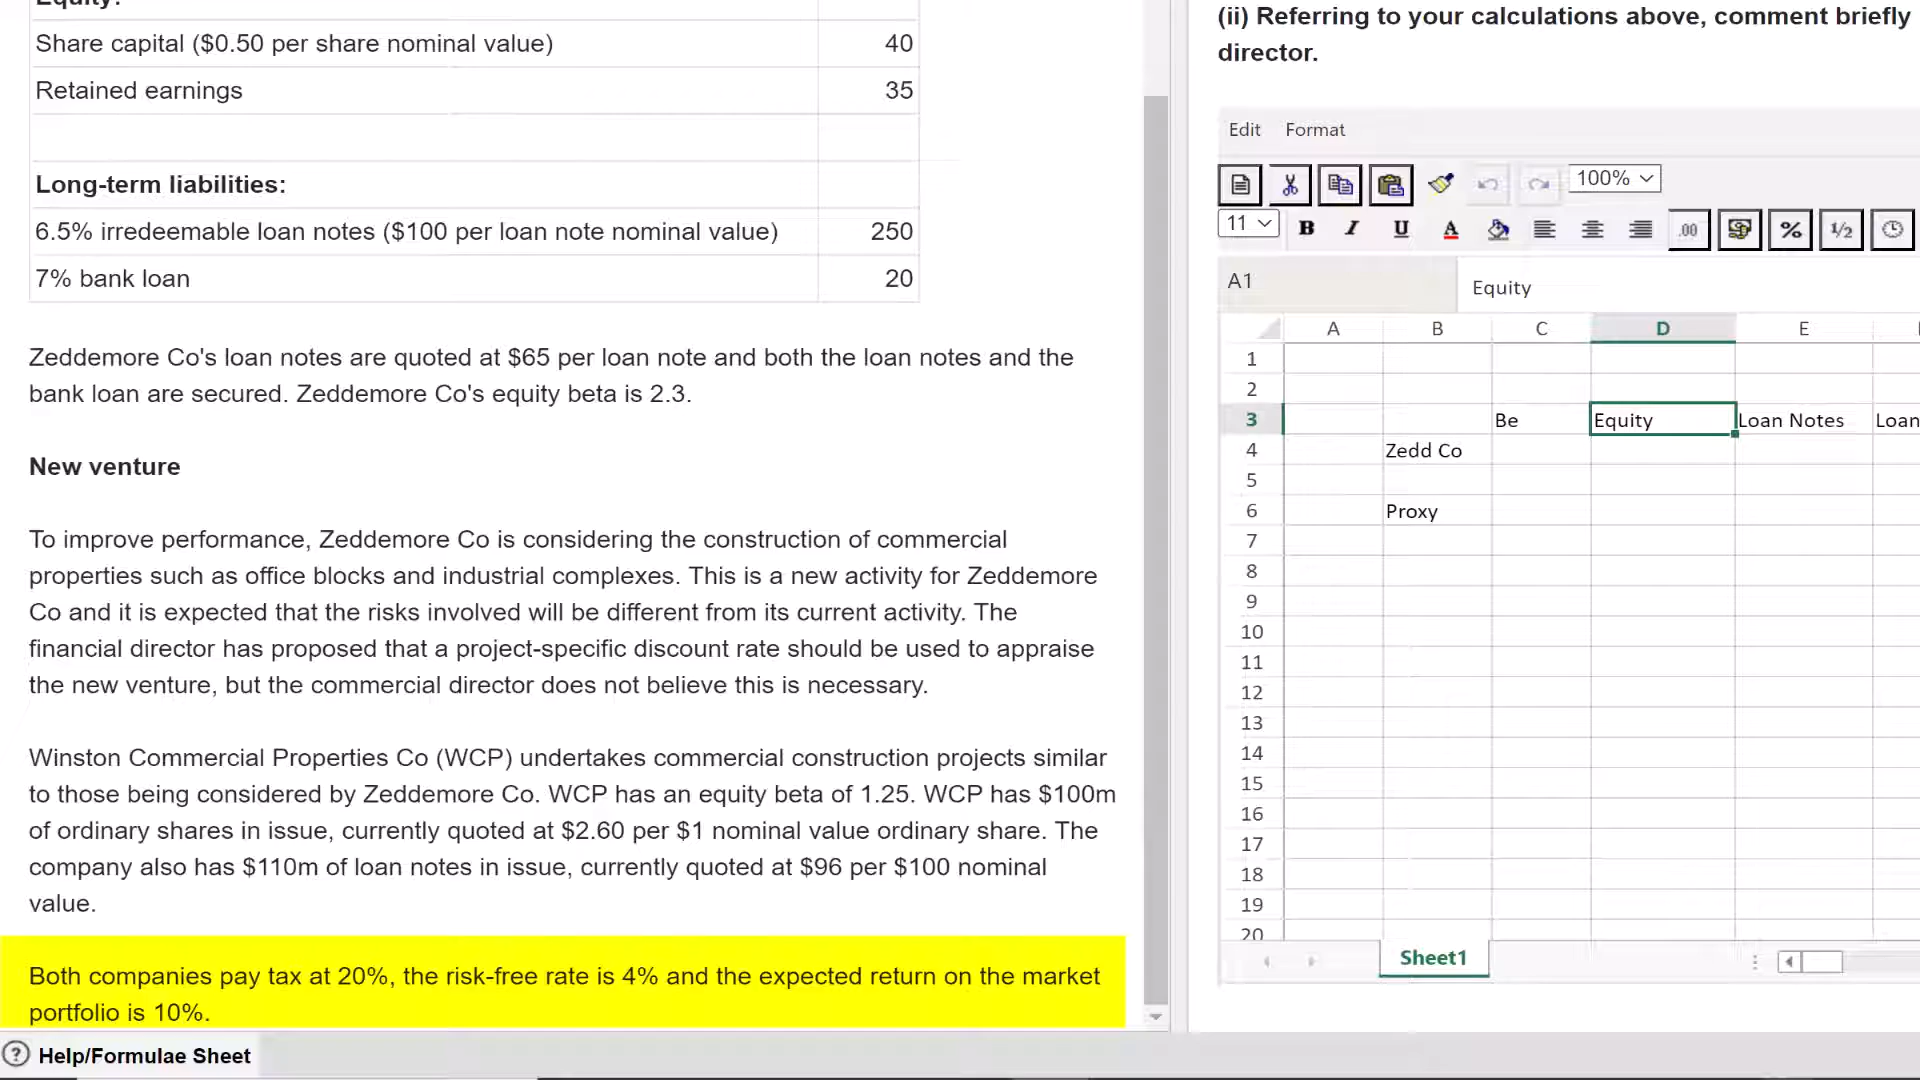 Equity:
Share capital ($0.50 per share nominal value) 40
Retained earnings 35
Long-term liabilities:
6.5% irredeemable loan notes ($100 per loan note nominal value) 250
7% bank loan 20
Zeddemore Co's loan notes are quoted at $65 per loan note and both the loan notes and the
bank loan are secured. Zeddemore Co's equity beta is 2.3.
New venture
To improve performance, Zeddemore Co is considering the construction of commercial
properties such as office blocks and industrial complexes. This is a new activity for Zeddemore
Co and it is expected that the risks involved will be different from its current activity. The
financial director has proposed that a project-specific discount rate should be used to appraise
the new venture, but the commercial director does not believe this is necessary.
Winston Commercial Properties Co (WCP) undertakes commercial construction projects similar
to those being considered by Zeddemore Co. WCP has an equity beta of 1.25. WCP has $100m
of ordinary shares in issue, currently quoted at $2.60 per $1 nominal value ordinary share. The
company also has $110m of loan notes in issue, currently quoted at $96 per $100 nominal
value.
Both companies pay tax at 20%, the risk-free rate is 4% and the expected return on the market
portfolio is 10%.
? Help/Formulae Sheet
(ii) Referring to your calculations above, comment briefly
director.
Edit Format
100%
11 B I U A .00 % 1/2
A1 Equity
A B C D E
1
2
3 Be Equity Loan Notes Loan
4 Zedd Co
5
6 Proxy
7
8
9
10
11
12
13
14
15
16
17
18
19
20
Sheet1